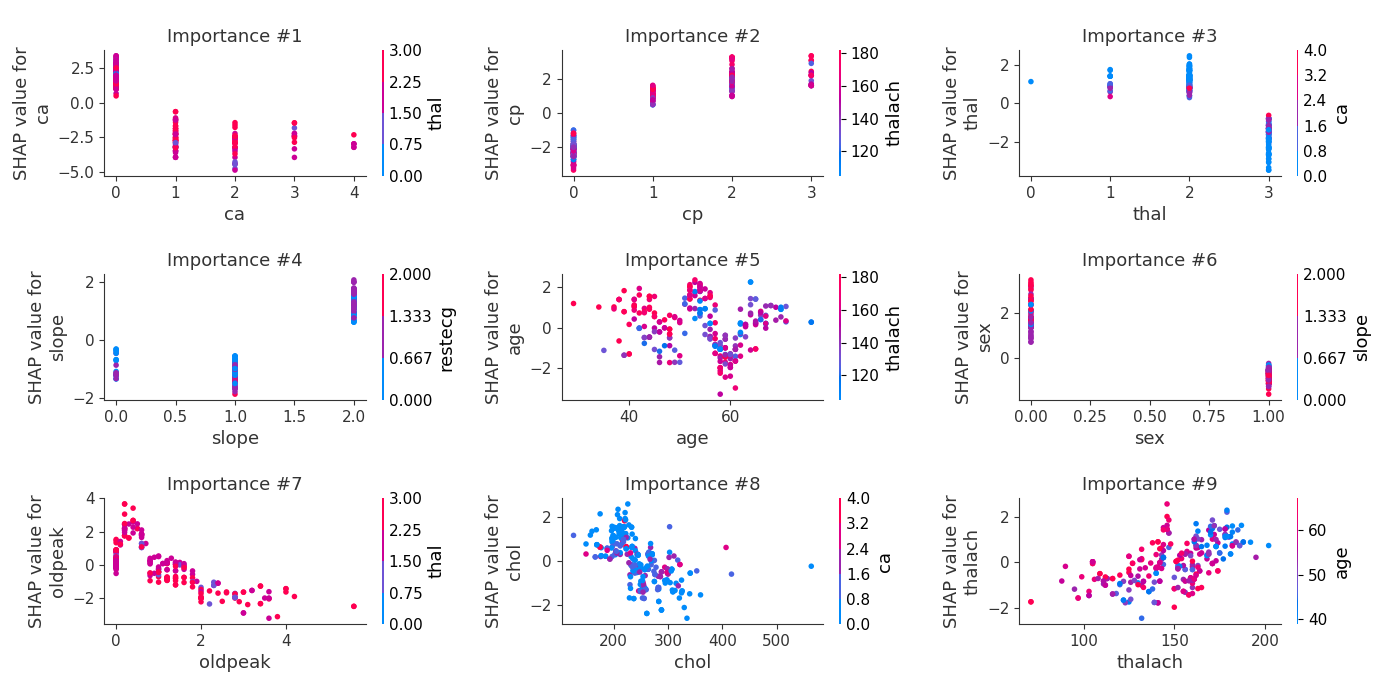 Importance #1
SHAP value for
ca
3.00
2.25
1.50
0.75
0.00
thal
2.5
0.0
−2.5
−5.0
0 1 2 3 4
ca
Importance #2
SHAP value for
cp
180
160
140
120
thalach
2
0
−2
0 1 2 3
cp
Importance #3
SHAP value for
thal
4.0
3.2
2.4
1.6
0.8
0.0
ca
2
0
−2
0 1 2 3
thal
Importance #4
SHAP value for
slope
2.000
1.333
0.667
0.000
restecg
2
0
−2
0.0 0.5 1.0 1.5 2.0
slope
Importance #5
SHAP value for
age
180
160
140
120
thalach
2
0
−2
40 60
age
Importance #6
SHAP value for
sex
2.000
1.333
0.667
0.000
slope
2
0
0.00 0.25 0.50 0.75 1.00
sex
Importance #7
SHAP value for
oldpeak
3.00
2.25
1.50
0.75
0.00
thal
4
2
0
−2
0 2 4
oldpeak
Importance #8
SHAP value for
chol
4.0
3.2
2.4
1.6
0.8
0.0
ca
2
0
−2
200 300 400 500
chol
Importance #9
SHAP value for
thalach
60
50
40
age
2
0
−2
100 150 200
thalach